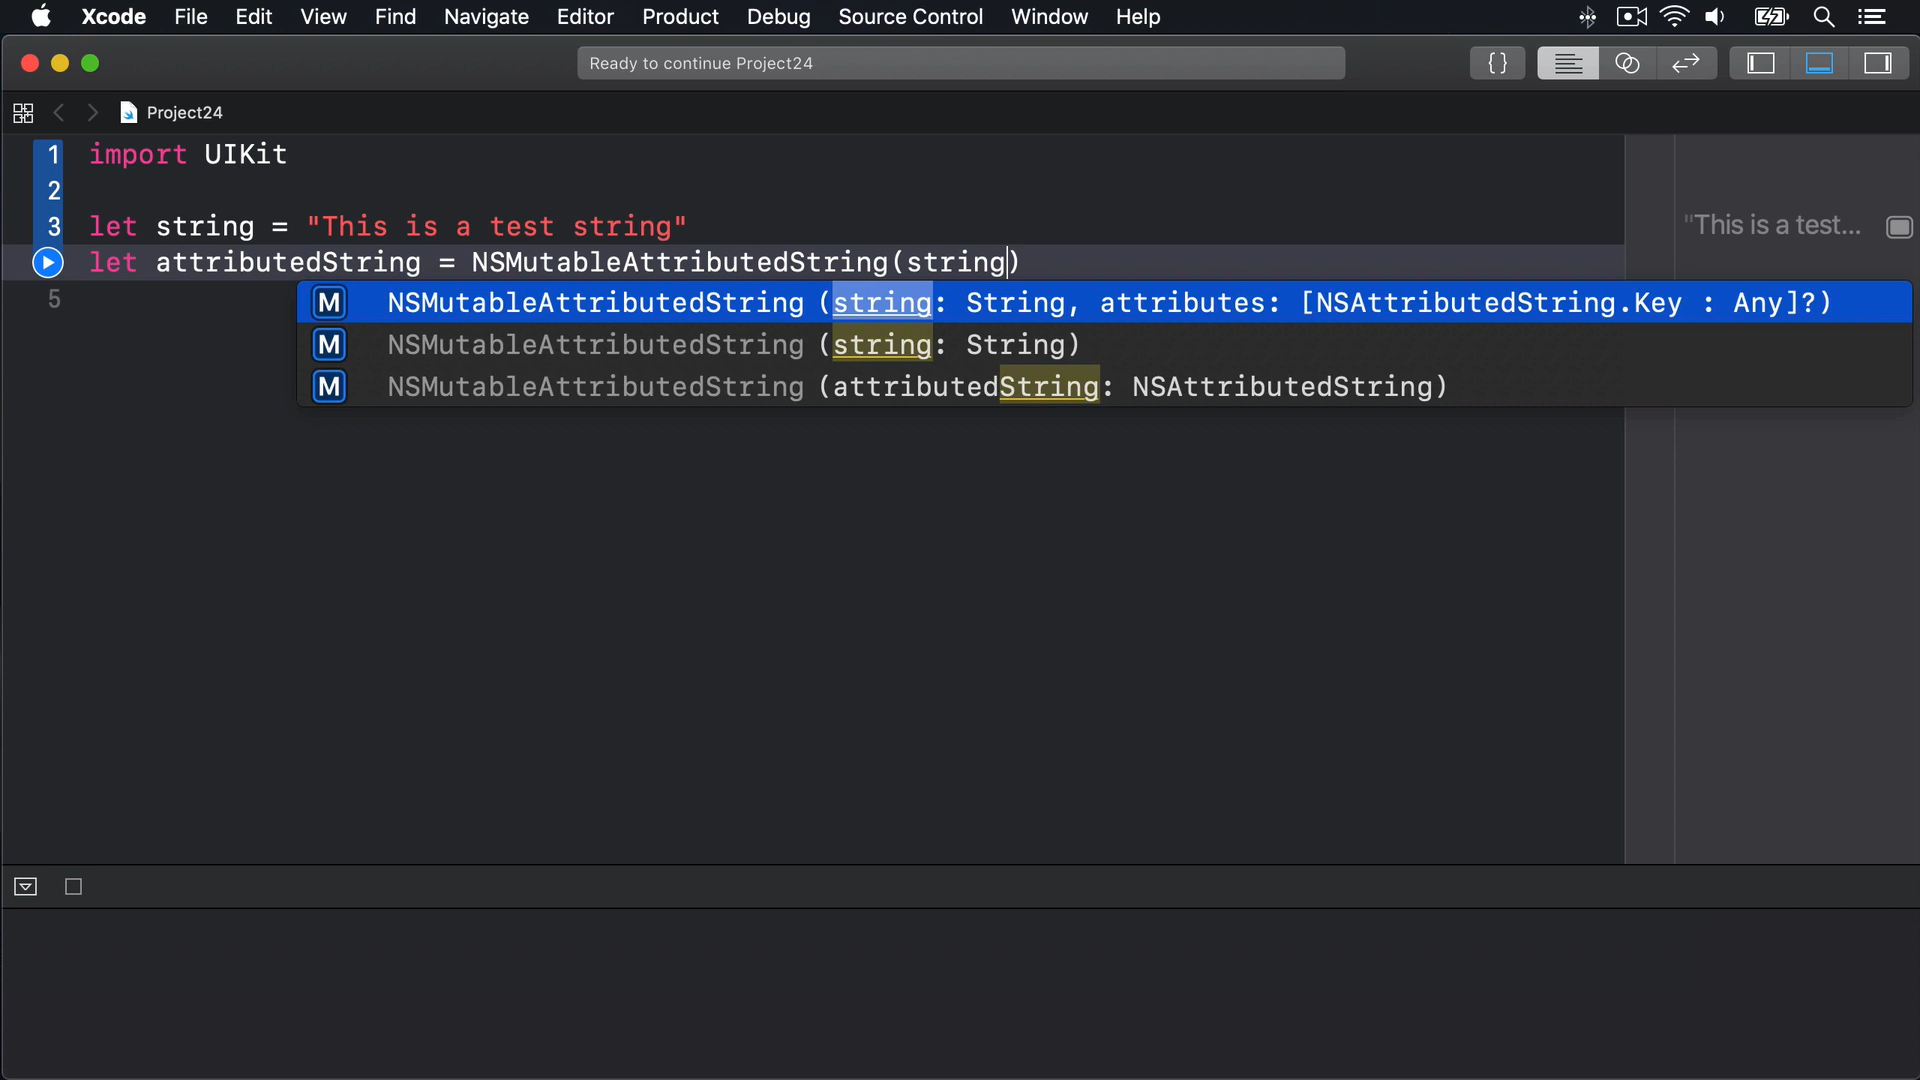 Xcode File Edit View Find Navigate Editor Product Debug Source Control Window Help
Ready to continue Project24
{ }
Project24
1 import UIKit
2
3 let string = "This is a test string"
"This is a test...
let attributedString = NSMutableAttributedString(string)
5
M NSMutableAttributedString (string: String, attributes: [NSAttributedString.Key : Any]?)
M NSMutableAttributedString (string: String)
M NSMutableAttributedString (attributedString: NSAttributedString)